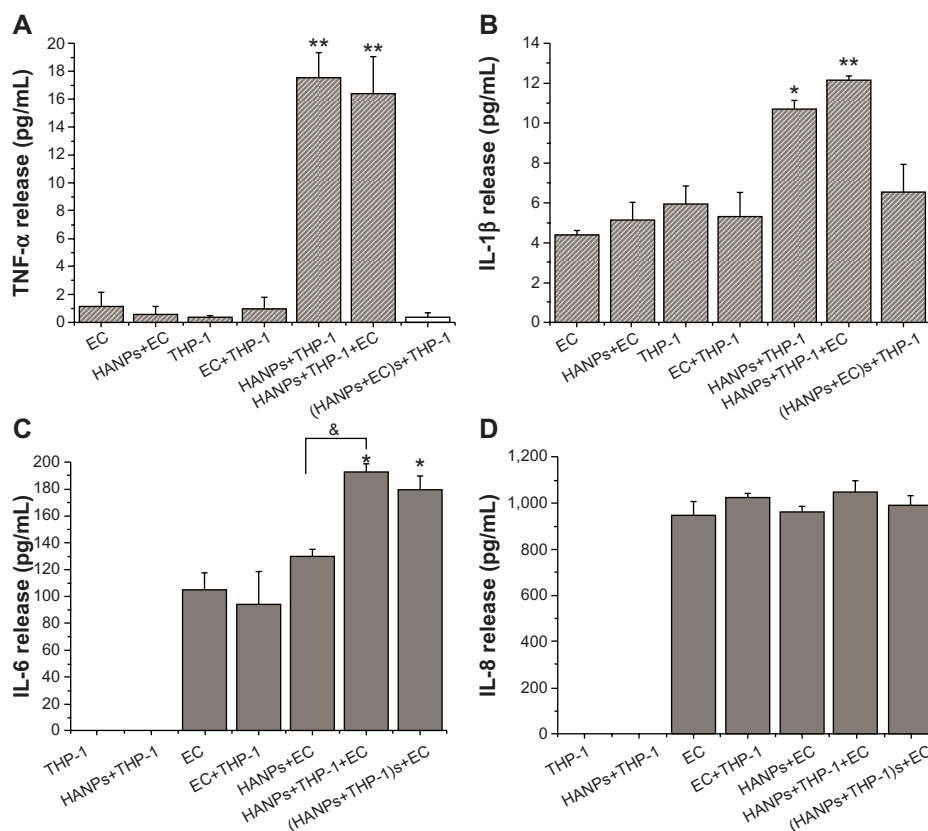 A
TNF-α release (pg/mL)
20
18
16
14
12
10
8
6
4
2
0
** **
EC
HANPs+EC
THP-1
EC+THP-1
HANPs+THP-1
HANPs+THP-1+EC
(HANPs+EC)s+THP-1
B
IL-1β release (pg/mL)
14
12
10
8
6
4
2
0
* **
EC
HANPs+EC
THP-1
EC+THP-1
HANPs+THP-1
HANPs+THP-1+EC
(HANPs+EC)s+THP-1
C
IL-6 release (pg/mL)
200
180
160
140
120
100
80
60
40
20
0
&
* *
THP-1
HANPs+THP-1
EC
EC+THP-1
HANPs+EC
HANPs+THP-1+EC
(HANPs+THP-1)s+EC
D
IL-8 release (pg/mL)
1,200
1,000
800
600
400
200
0
THP-1
HANPs+THP-1
EC
EC+THP-1
HANPs+EC
HANPs+THP-1+EC
(HANPs+THP-1)s+EC